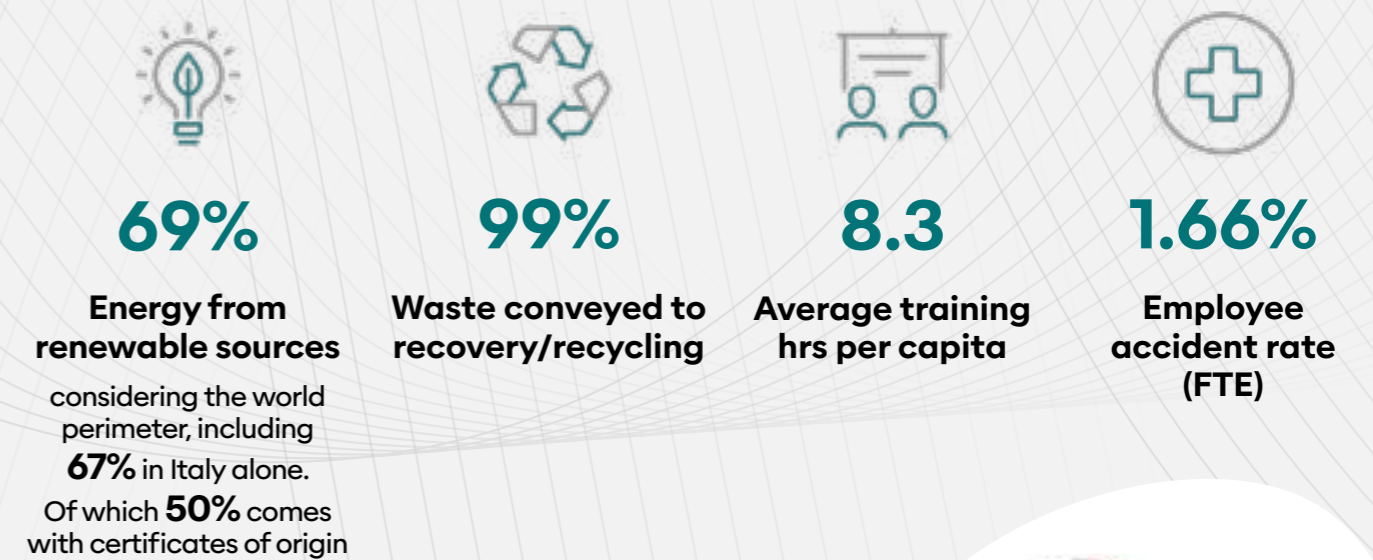 69%
Energy from
renewable sources
considering the world
perimeter, including
67% in Italy alone.
Of which 50% comes
with certificates of origin
99%
Waste conveyed to
recovery/recycling
8.3
Average training
hrs per capita
1.66%
Employee
accident rate
(FTE)